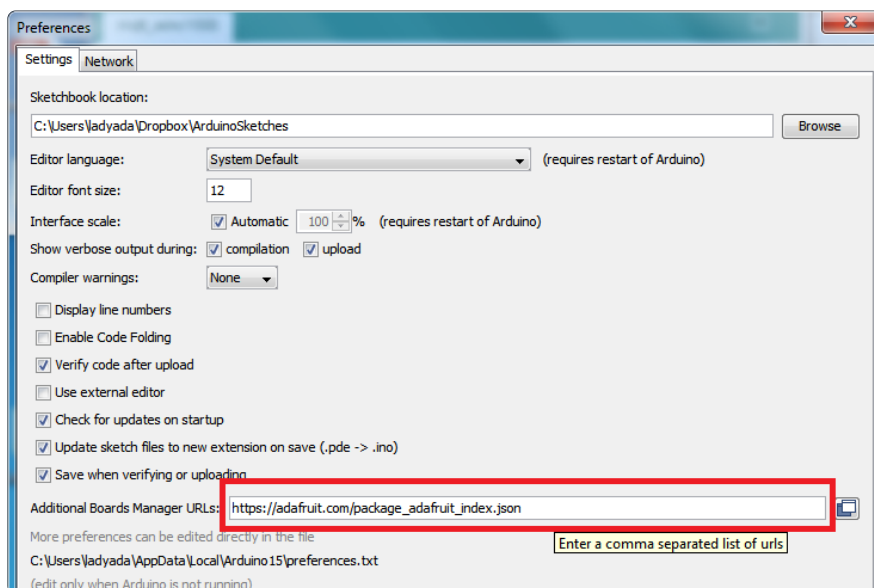 Preferences
Settings Network
Sketchbook location:
C:\Users\ladyada\Dropbox\ArduinoSketches Browse
Editor language: System Default (requires restart of Arduino)
Editor font size: 12
Interface scale: Automatic 100 % (requires restart of Arduino)
Show verbose output during: compilation upload
Compiler warnings: None
Display line numbers
Enable Code Folding
Verify code after upload
Use external editor
Check for updates on startup
Update sketch files to new extension on save (.pde -> .ino)
Save when verifying or uploading
Additional Boards Manager URLs: https://adafruit.com/package_adafruit_index.json
More preferences can be edited directly in the file
Enter a comma separated list of urls
C:\Users\ladyada\AppData\Local\Arduino15\preferences.txt
(edit only when Arduino is not running)